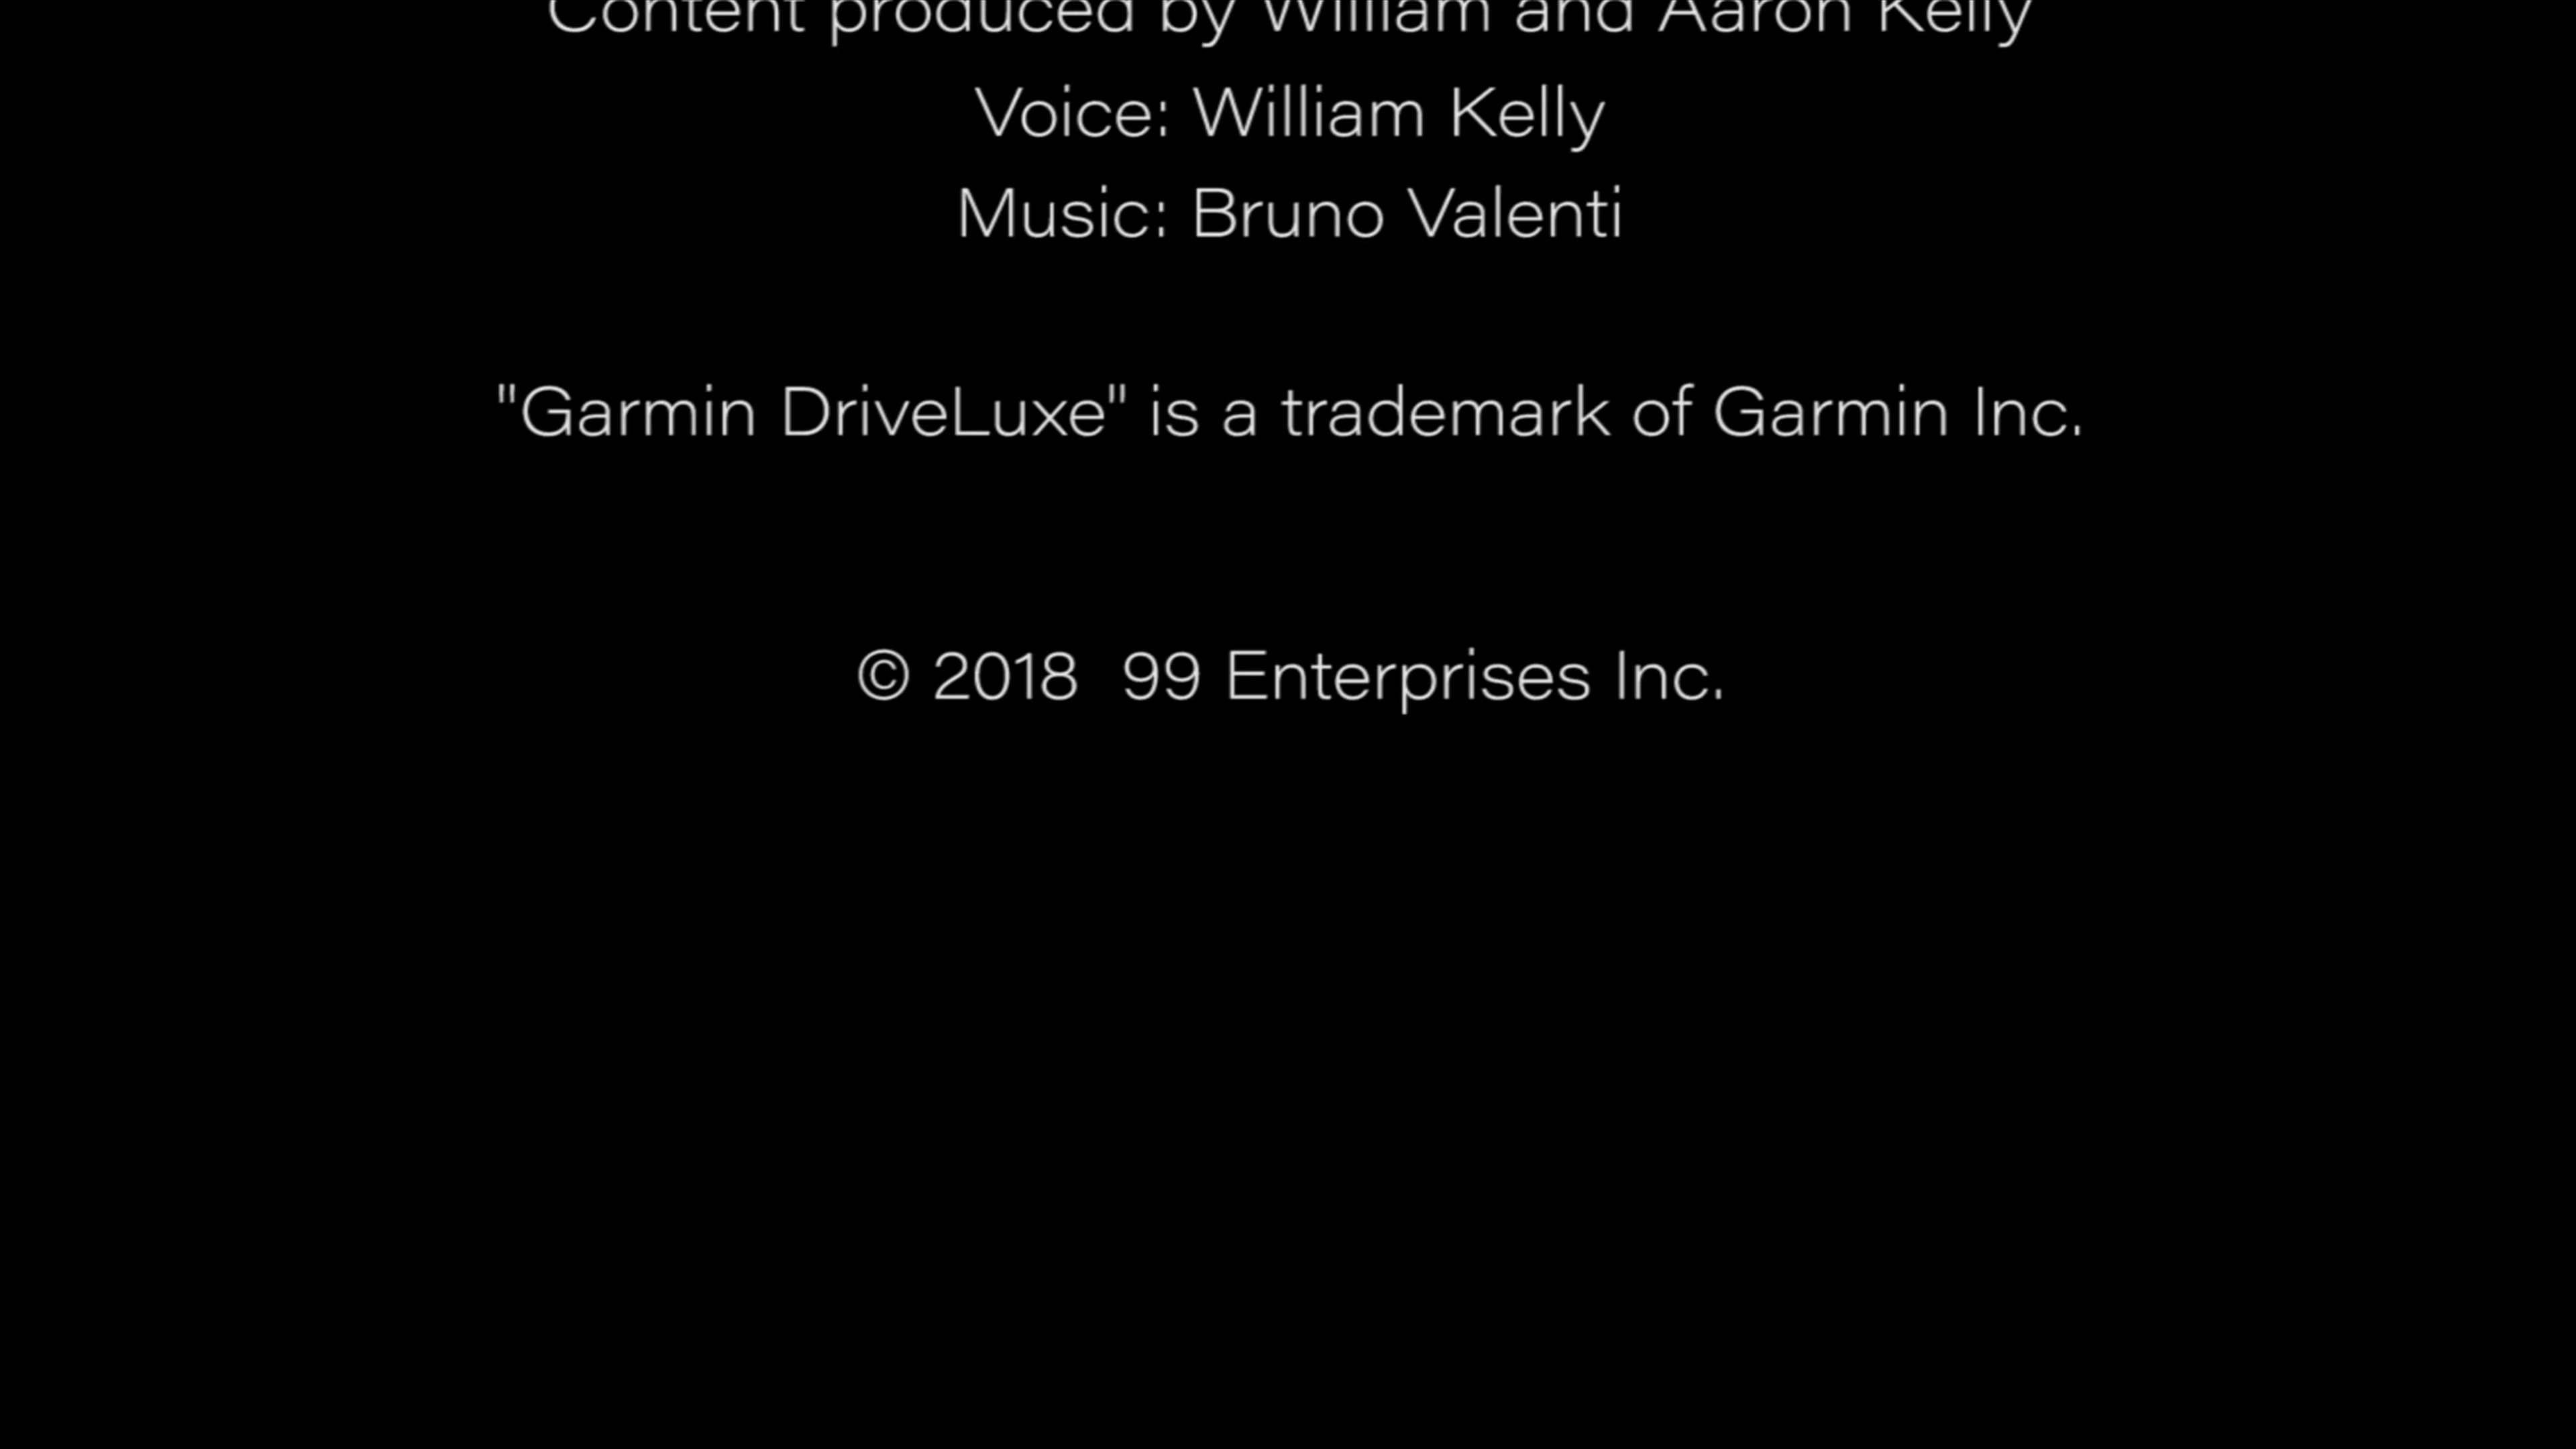 Content produced by William and Aaron Kelly
Voice: William Kelly
Music: Bruno Valenti
"Garmin DriveLuxe" is a trademark of Garmin Inc.
© 2018  99 Enterprises Inc.